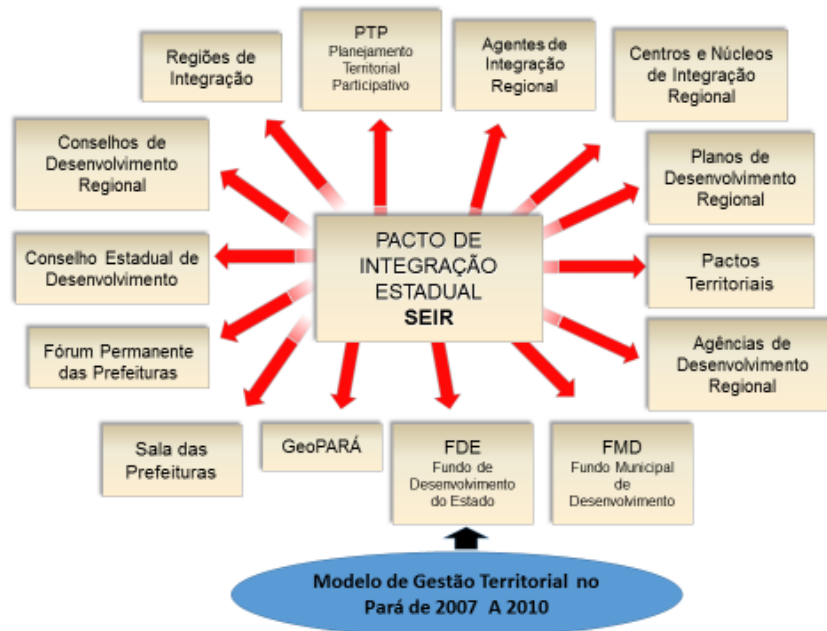 Regiões de
Integração
PTP
Planejamento
Territorial
Participativo
Agentes de
Integração
Regional
Centros e Núcleos
de Integração
Regional
Conselhos de
Desenvolvimento
Regional
Planos de
Desenvolvimento
Regional
Conselho Estadual de
Desenvolvimento
PACTO DE
INTEGRAÇÃO
ESTADUAL
SEIR
Pactos
Territoriais
Fórum Permanente
das Prefeituras
Agências de
Desenvolvimento
Regional
Sala das
Prefeituras
GeoPARÁ
FDE
Fundo de
Desenvolvimento
do Estado
FMD
Fundo Municipal
de
Desenvolvimento
Modelo de Gestão Territorial no
Pará de 2007 A 2010